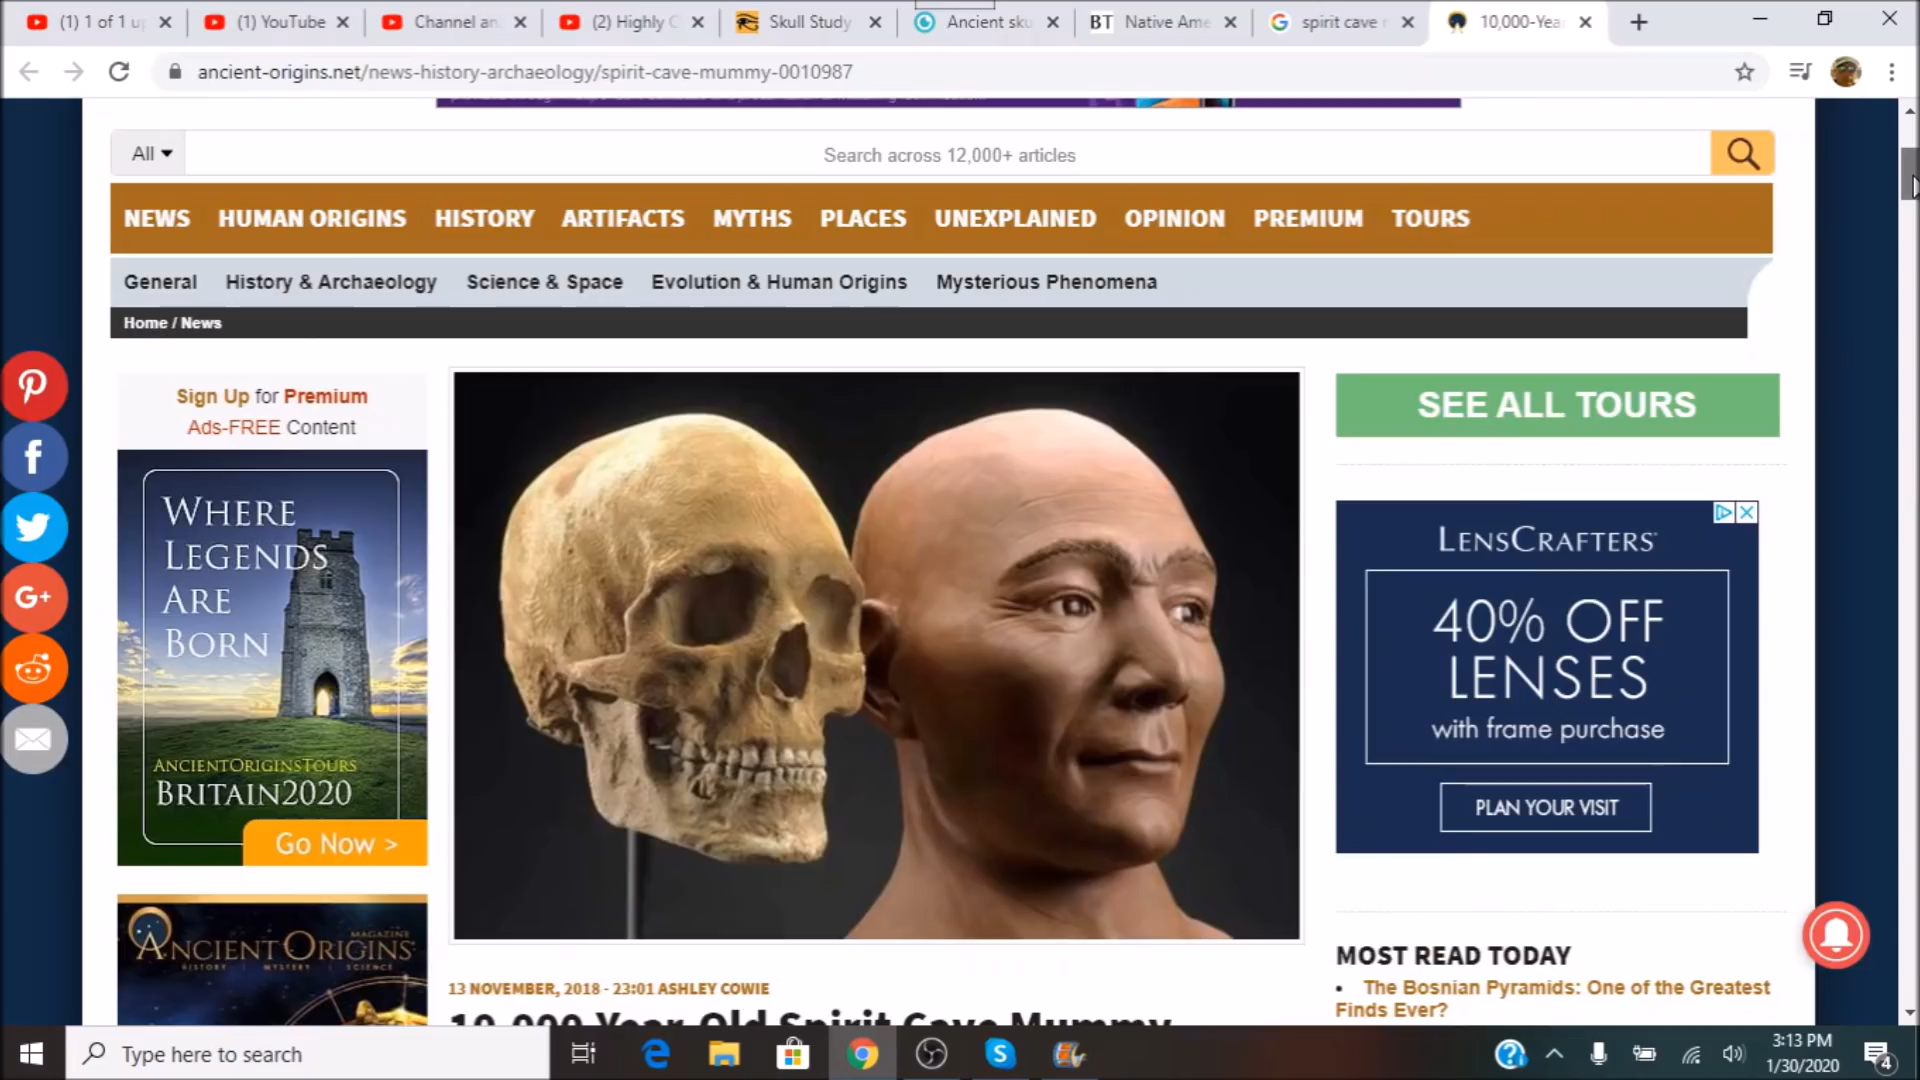 (1) 1 of 1 up
(1) YouTube
Channel an
(2) Highly C
Skull Study
Ancient sku
BT Native Ame
spirit cave
10,000-Yea
ancient-origins.net/news-history-archaeology/spirit-cave-mummy-0010987
All
Search across 12,000+ articles
NEWS HUMAN ORIGINS HISTORY ARTIFACTS MYTHS PLACES UNEXPLAINED OPINION PREMIUM TOURS
General History & Archaeology Science & Space Evolution & Human Origins Mysterious Phenomena
Home / News
Sign Up for Premium
Ads-FREE Content
WHERE
LEGENDS
ARE
BORN
ANCIENTORIGINSTOURS
BRITAIN2020
Go Now >
MAGAZINE
ANCIENT ORIGINS
HISTORY | MYSTERY | SCIENCE
SEE ALL TOURS
LENSCRAFTERS
40% OFF
LENSES
with frame purchase
PLAN YOUR VISIT
13 NOVEMBER, 2018 - 23:01 ASHLEY COWIE
10,000-Year-Old Spirit Cave Mummy
MOST READ TODAY
The Bosnian Pyramids: One of the Greatest
Finds Ever?
Type here to search
3:13 PM
1/30/2020
4